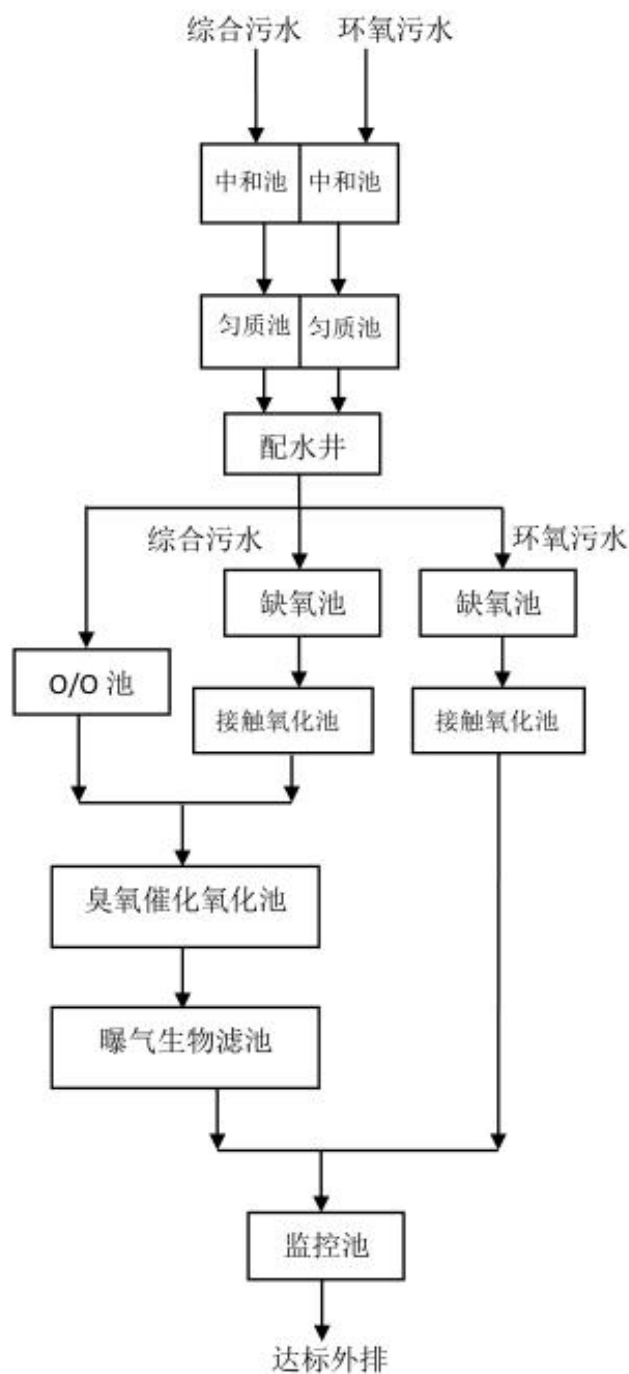 综合污水 环氧污水
中和池 中和池
匀质池 匀质池
配水井
综合污水 环氧污水
缺氧池 缺氧池
O/O 池
接触氧化池 接触氧化池
臭氧催化氧化池
曝气生物滤池
监控池
达标外排